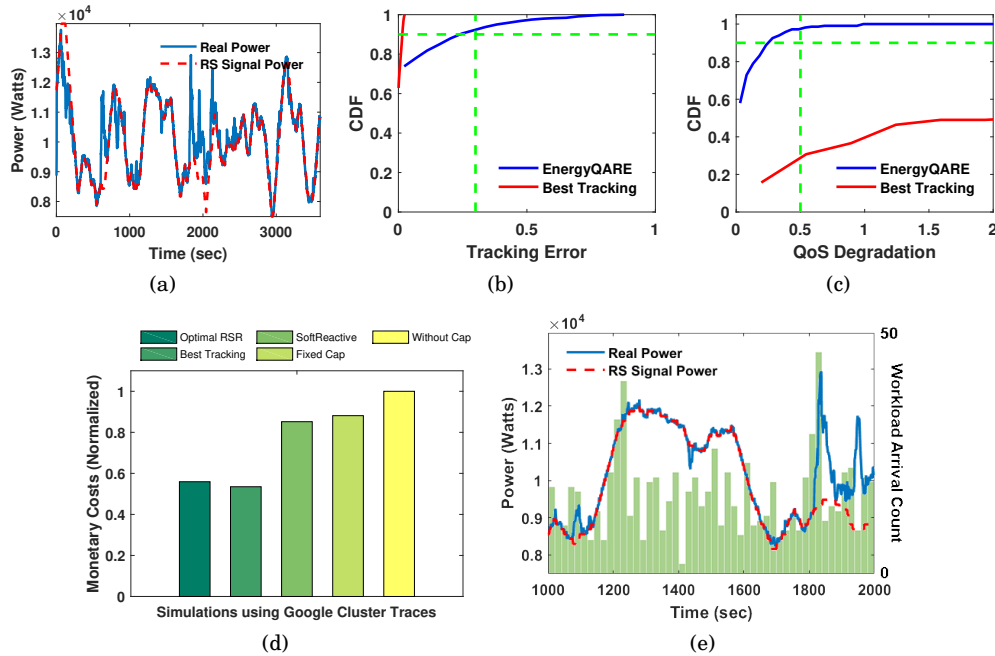 ×10⁴
Real Power
RS Signal Power
Power (Watts)
1.3
1.2
1.1
1
0.9
0.8
0
1000
2000
3000
Time (sec)
(a)
CDF
1
0.8
0.6
0.4
0.2
0
EnergyQARE
Best Tracking
0
0.5
1
Tracking Error
(b)
CDF
1
0.8
0.6
0.4
0.2
0
EnergyQARE
Best Tracking
0
0.5
1
1.5
2
QoS Degradation
(c)
Optimal RSR
SoftReactive
Without Cap
Best Tracking
Fixed Cap
Monetary Costs (Normalized)
1
0.8
0.6
0.4
0.2
0
Simulations using Google Cluster Traces
(d)
×10⁴
Real Power
RS Signal Power
Power (Watts)
1.3
1.2
1.1
1
0.9
0.8
50
0
Workload
Arrival Count
1000
1200
1400
1600
1800
2000
Time (sec)
(e)